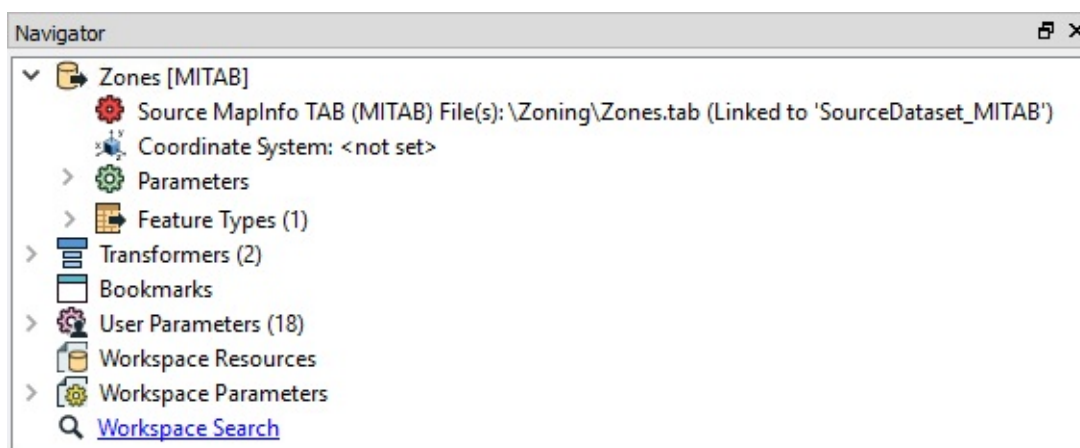 Navigator
Zones [MITAB]
Source MapInfo TAB (MITAB) File(s): \Zoning\Zones.tab (Linked to 'SourceDataset_MITAB')
Coordinate System: <not set>
Parameters
Feature Types (1)
Transformers (2)
Bookmarks
User Parameters (18)
Workspace Resources
Workspace Parameters
Workspace Search